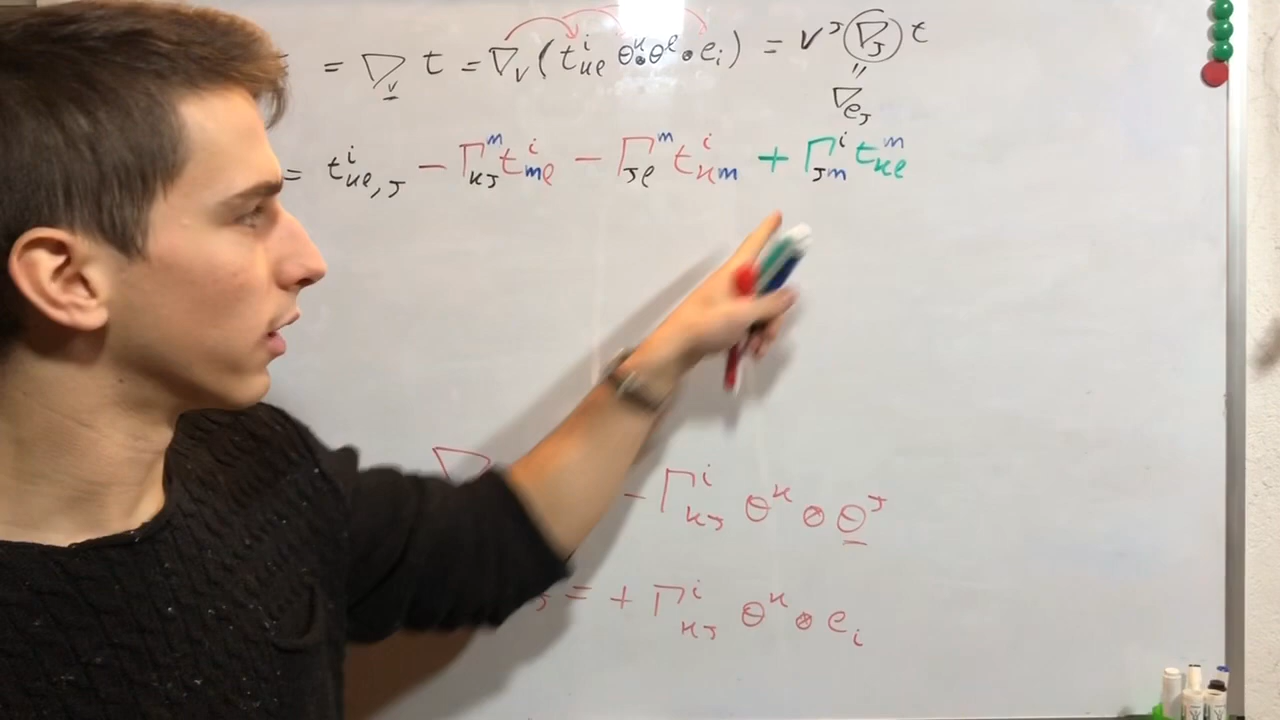 = ∇_v t = ∇_v ( t^i_{kl} θ^k ⊗ θ^l ⊗ e_i ) = v^J ∇_J t
"
∇_{e_J}
= t^i_{kl,J} − Γ^m_{kJ} t^i_{ml} − Γ^m_{Jl} t^i_{km} + Γ^i_{Jm} t^m_{kl}
∇ − Γ^i_{kJ} θ^k ⊗ θ^J
J = + Γ^i_{kJ} θ^k ⊗ e_i